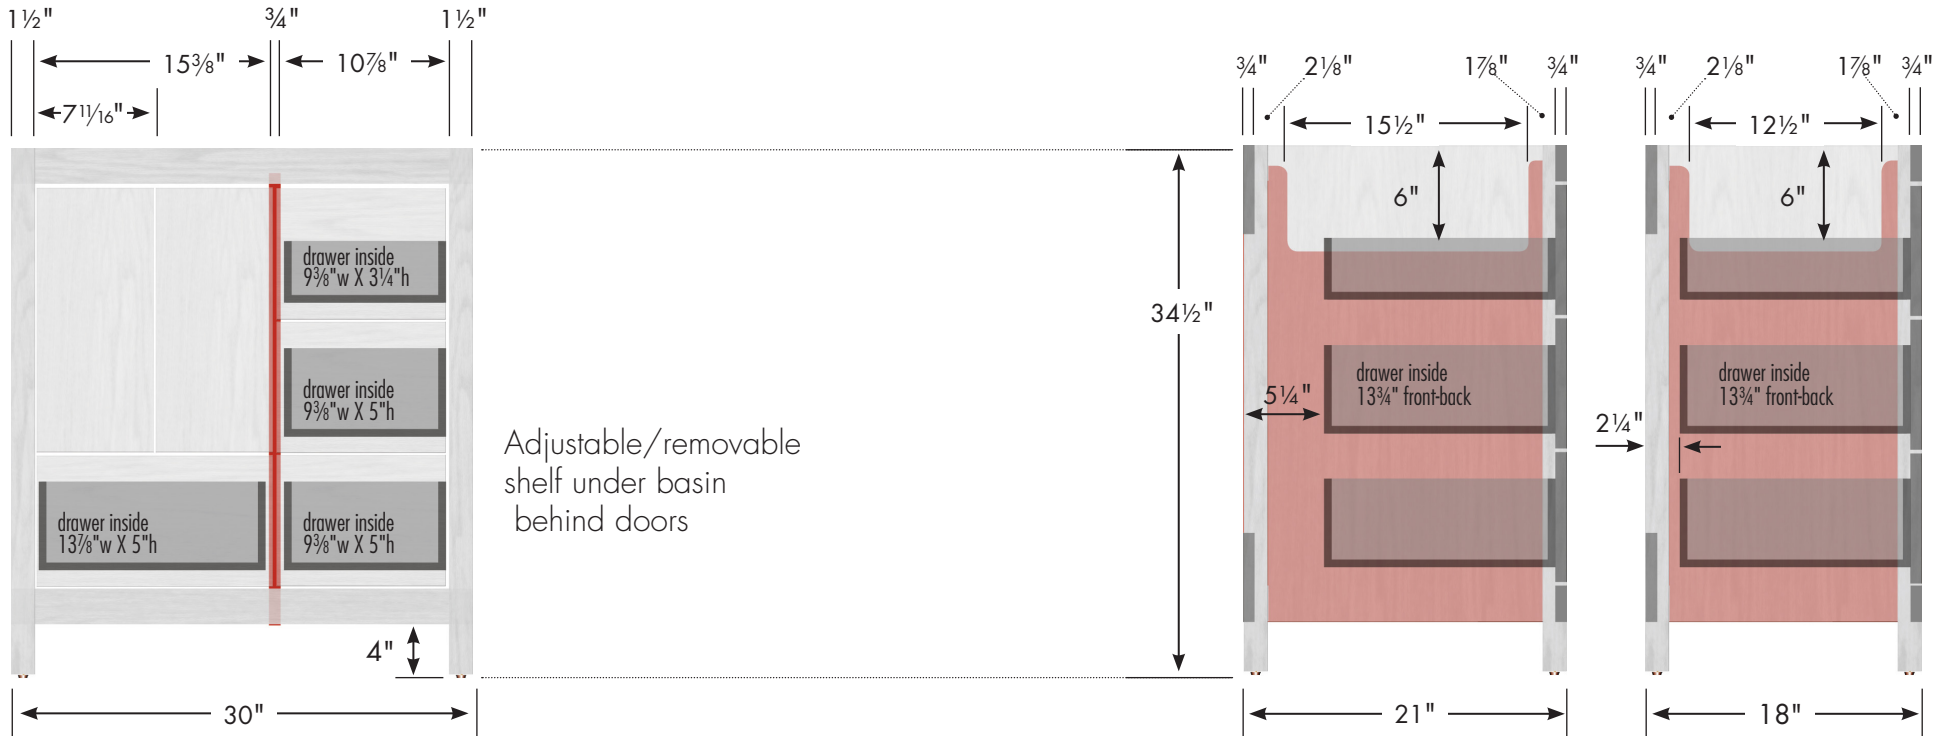 1½" ¾" 1½"
15⅜" 10⅞"
7 11/16"
drawer inside
9⅜"w X 3¼"h
drawer inside
9⅜"w X 5"h
drawer inside
13⅞"w X 5"h
drawer inside
9⅜"w X 5"h
4"
30"
Adjustable/removable
shelf under basin
behind doors
34½"
¾" 2⅛" 1⅞" ¾"
15½"
6"
drawer inside
13¾" front-back
5¼"
21"
¾" 2⅛" 1⅞" ¾"
12½"
6"
drawer inside
13¾" front-back
2¼"
18"